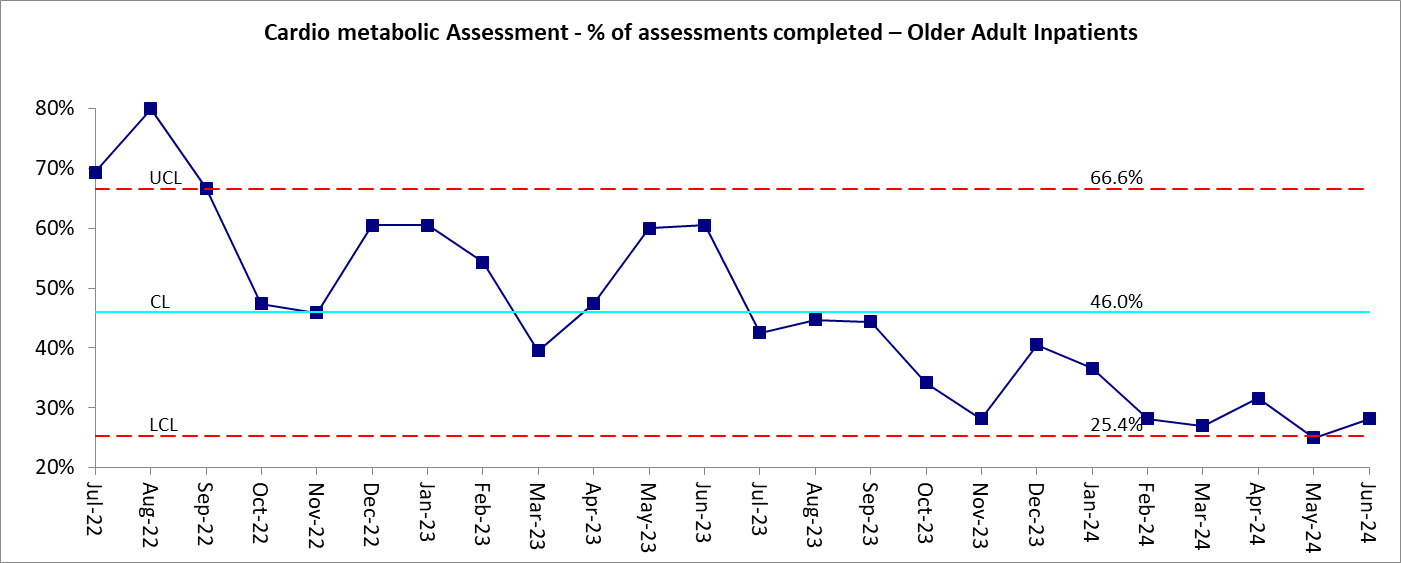 Cardio metabolic Assessment - % of assessments completed – Older Adult Inpatients
80%
70%
UCL
66.6%
60%
50%
CL
46.0%
40%
30%
LCL
25.4%
20%
Jul-22
Aug-22
Sep-22
Oct-22
Nov-22
Dec-22
Jan-23
Feb-23
Mar-23
Apr-23
May-23
Jun-23
Jul-23
Aug-23
Sep-23
Oct-23
Nov-23
Dec-23
Jan-24
Feb-24
Mar-24
Apr-24
May-24
Jun-24